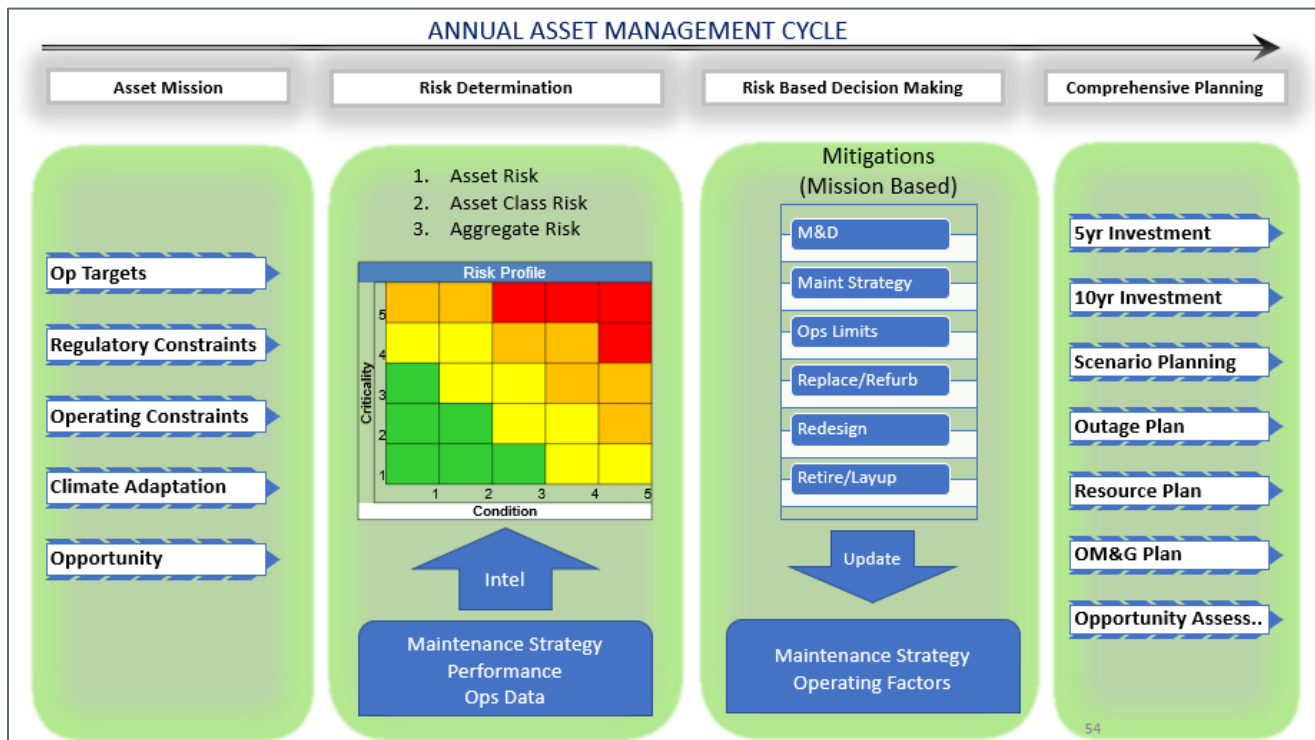 ANNUAL ASSET MANAGEMENT CYCLE
Asset Mission
Risk Determination
Risk Based Decision Making
Comprehensive Planning
Op Targets
Regulatory Constraints
Operating Constraints
Climate Adaptation
Opportunity
1. Asset Risk
2. Asset Class Risk
3. Aggregate Risk
Risk Profile
Criticality
5
4
3
2
1
1 2 3 4 5
Condition
Intel
Maintenance Strategy
Performance
Ops Data
Mitigations
(Mission Based)
M&D
Maint Strategy
Ops Limits
Replace/Refurb
Redesign
Retire/Layup
Update
Maintenance Strategy
Operating Factors
5yr Investment
10yr Investment
Scenario Planning
Outage Plan
Resource Plan
OM&G Plan
Opportunity Assess..
54